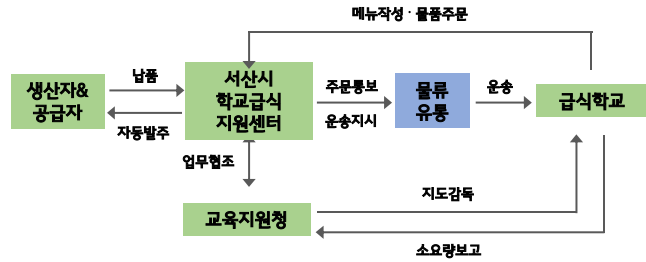 메뉴작성·물품주문
생산자&
공급자
납품
자동발주
서산시
학교급식
지원센터
주문통보
운송지시
물류
유통
운송
급식학교
업무협조
교육지원청
지도감독
소요량보고